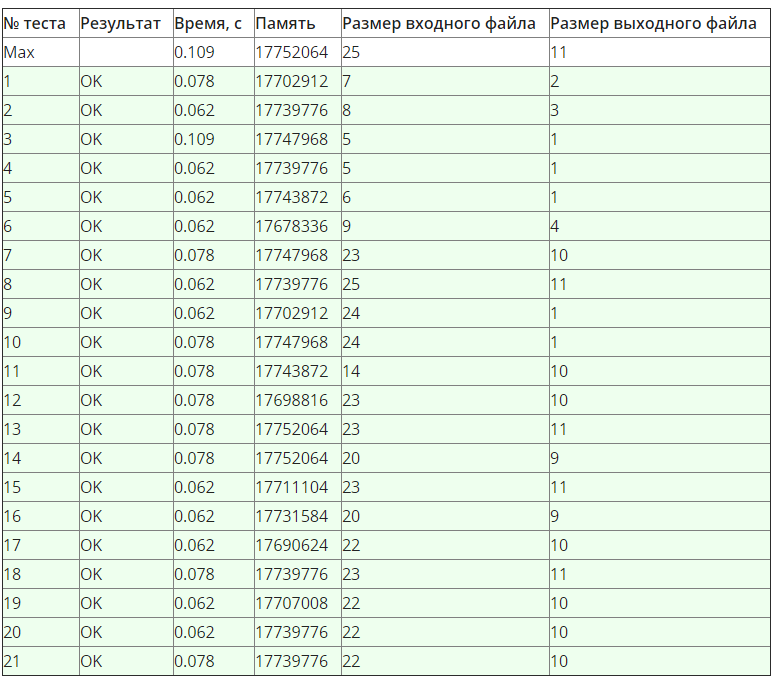 № теста Результат Время, с Память Размер входного файла Размер выходного файла
Max 0.109 17752064 25 11
1 OK 0.078 17702912 7 2
2 OK 0.062 17739776 8 3
3 OK 0.109 17747968 5 1
4 OK 0.062 17739776 5 1
5 OK 0.062 17743872 6 1
6 OK 0.062 17678336 9 4
7 OK 0.078 17747968 23 10
8 OK 0.062 17739776 25 11
9 OK 0.062 17702912 24 1
10 OK 0.078 17747968 24 1
11 OK 0.078 17743872 14 10
12 OK 0.078 17698816 23 10
13 OK 0.078 17752064 23 11
14 OK 0.078 17752064 20 9
15 OK 0.062 17711104 23 11
16 OK 0.062 17731584 20 9
17 OK 0.062 17690624 22 10
18 OK 0.078 17739776 23 11
19 OK 0.062 17707008 22 10
20 OK 0.062 17739776 22 10
21 OK 0.078 17739776 22 10